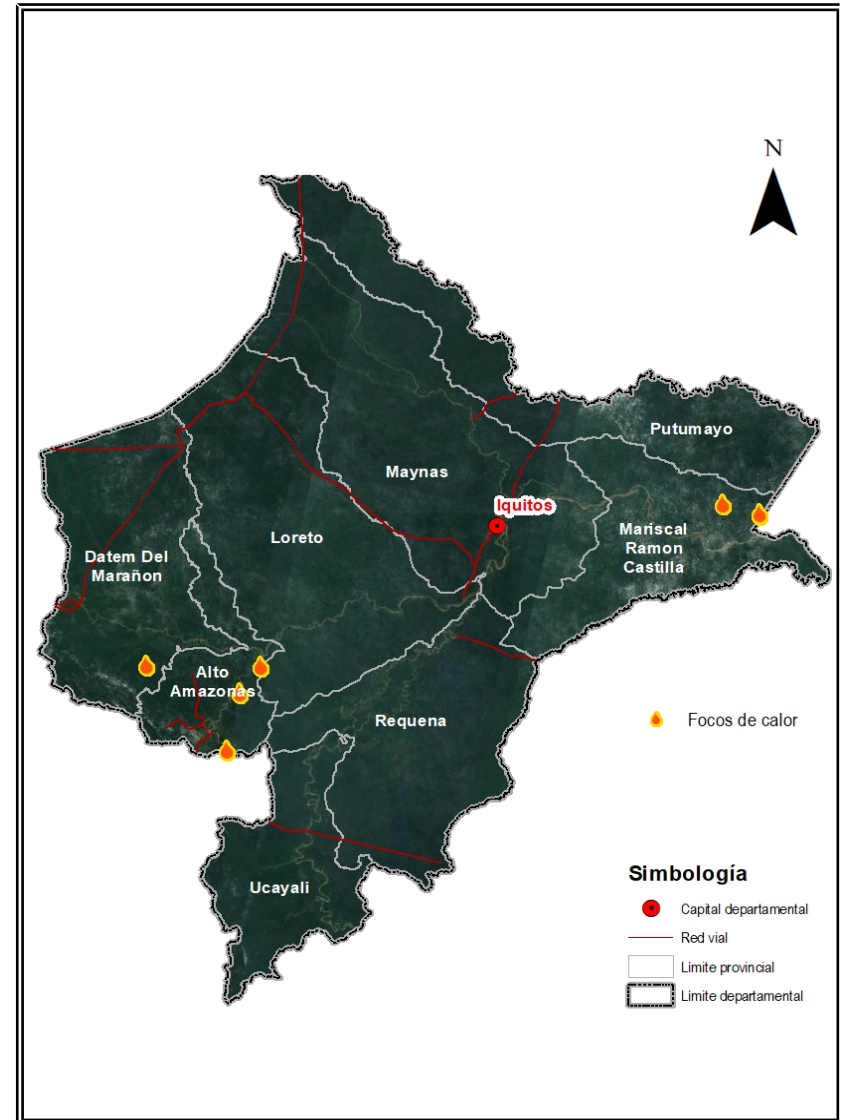 N
Putumayo
Maynas
Iquitos
Mariscal
Ramon
Castilla
Loreto
Datem Del
Marañon
Alto
Amazonas
Requena
Focos de calor
Ucayali
Simbología
Capital departamental
Red vial
Limite provincial
Limite departamental